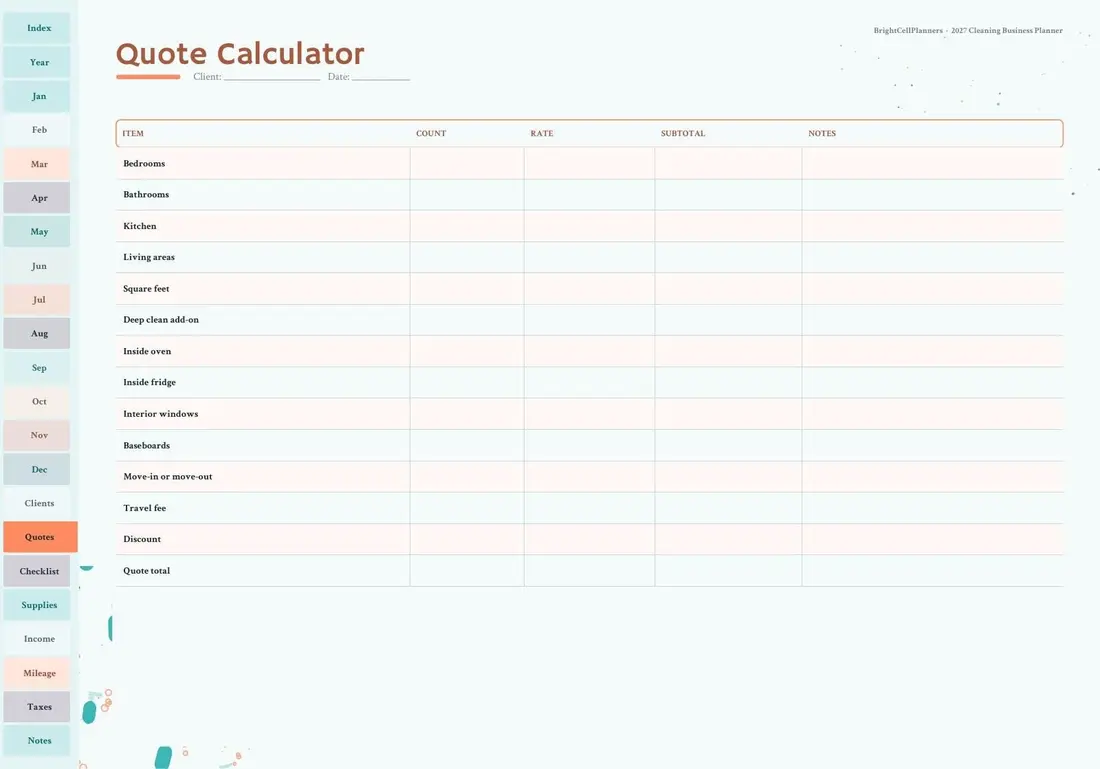 Index
Year
Jan
Feb
Mar
Apr
May
Jun
Jul
Aug
Sep
Oct
Nov
Dec
Clients
Quotes
Checklist
Supplies
Income
Mileage
Taxes
Notes
BrightCellPlanners · 2027 Cleaning Business Planner
Quote Calculator
Client: ____________________ Date: ____________
ITEM COUNT RATE SUBTOTAL NOTES
Bedrooms
Bathrooms
Kitchen
Living areas
Square feet
Deep clean add-on
Inside oven
Inside fridge
Interior windows
Baseboards
Move-in or move-out
Travel fee
Discount
Quote total